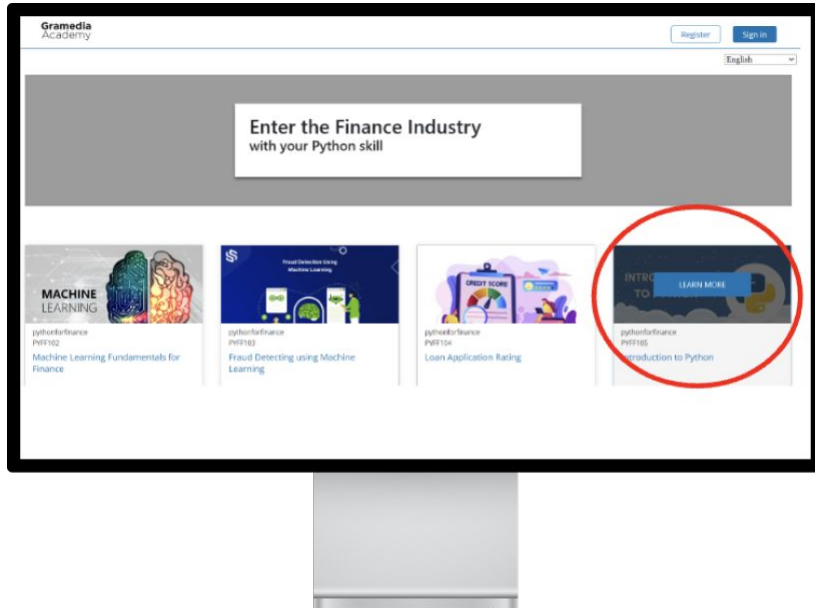 Gramedia
Academy
Register
Sign in
English
Enter the Finance Industry
with your Python skill
MACHINE
LEARNING
pythonforfinance
PYFF102
Machine Learning Fundamentals for
Finance
Fraud Detection Using
Machine Learning
pythonforfinance
PYFF103
Fraud Detecting using Machine
Learning
CREDIT SCORE
pythonforfinance
PYFF104
Loan Application Rating
LEARN MORE
TO
pythonforfinance
PYFF105
Introduction to Python